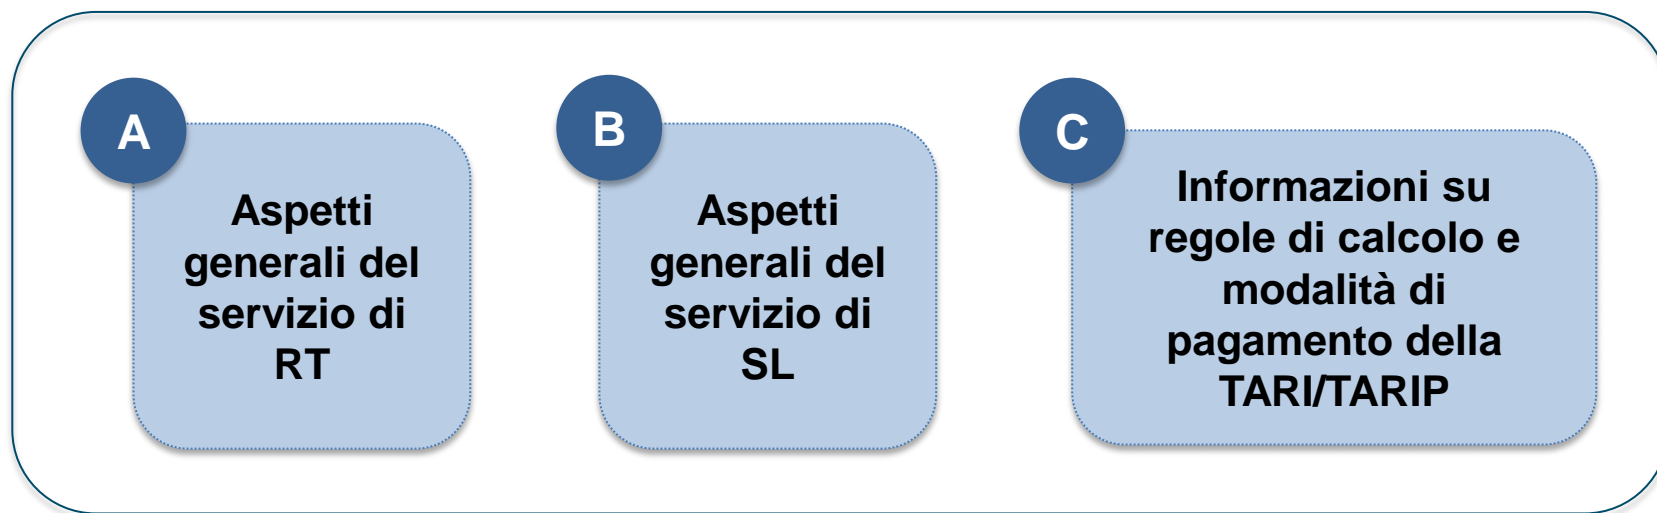 A
Aspetti
generali del
servizio di
RT
B
Aspetti
generali del
servizio di
SL
C
Informazioni su
regole di calcolo e
modalità di
pagamento della
TARI/TARIP